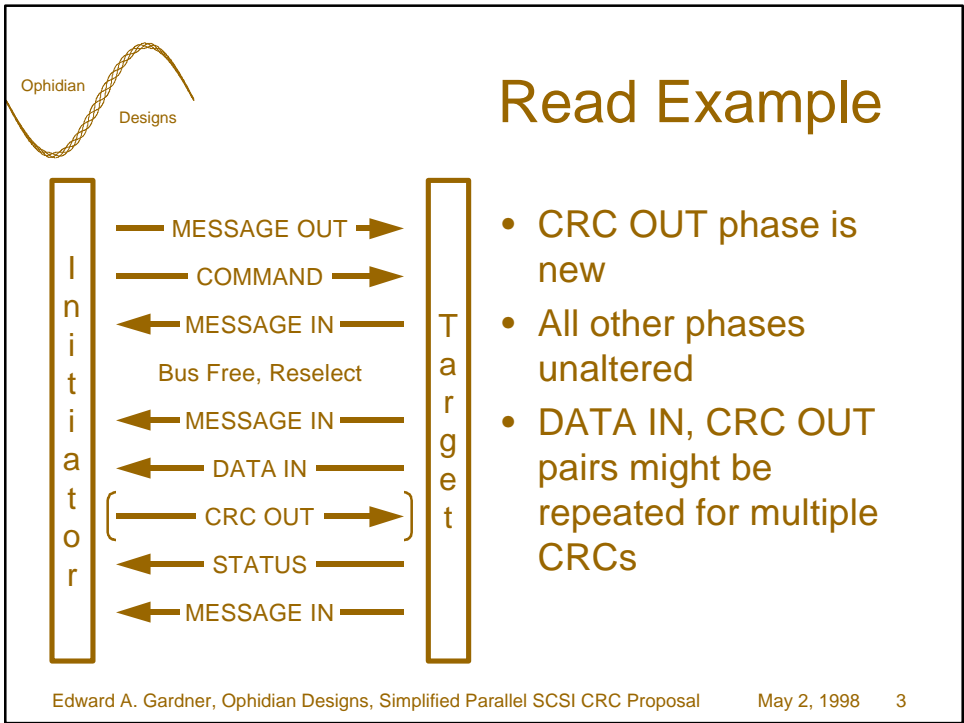 Ophidian
Designs
Read Example
Initiator
MESSAGE OUT
COMMAND
MESSAGE IN
Bus Free, Reselect
MESSAGE IN
DATA IN
CRC OUT
STATUS
MESSAGE IN
Target
• CRC OUT phase is
new
• All other phases
unaltered
• DATA IN, CRC OUT
pairs might be
repeated for multiple
CRCs
Edward A. Gardner, Ophidian Designs, Simplified Parallel SCSI CRC Proposal May 2, 1998 3